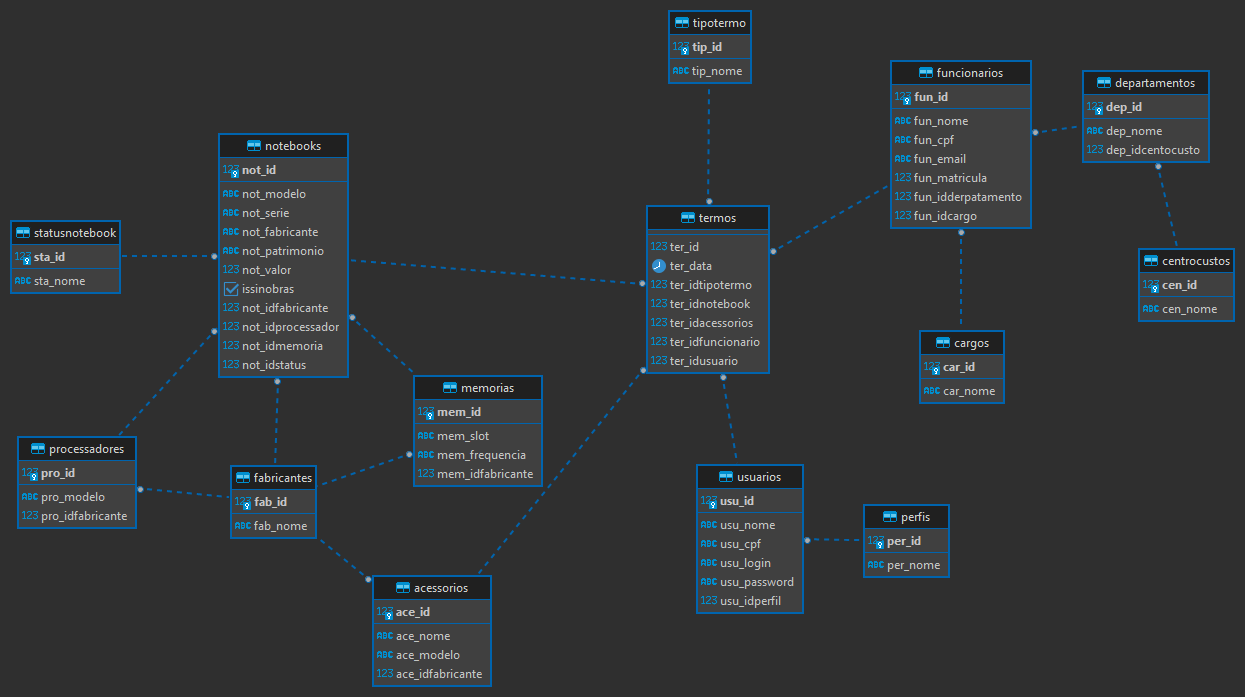 tipotermo
123 tip_id
ABC tip_nome
funcionarios
123 fun_id
ABC fun_nome
ABC fun_cpf
ABC fun_email
123 fun_matricula
123 fun_idderpatamento
123 fun_idcargo
departamentos
123 dep_id
ABC dep_nome
123 dep_idcentocusto
notebooks
123 not_id
ABC not_modelo
ABC not_serie
ABC not_fabricante
ABC not_patrimonio
123 not_valor
issinobras
123 not_idfabricante
123 not_idprocessador
123 not_idmemoria
123 not_idstatus
statusnotebook
123 sta_id
ABC sta_nome
termos
123 ter_id
ter_data
123 ter_idtipotermo
123 ter_idnotebook
123 ter_idacessorios
123 ter_idfuncionario
123 ter_idusuario
centrocustos
123 cen_id
ABC cen_nome
cargos
123 car_id
ABC car_nome
memorias
123 mem_id
ABC mem_slot
ABC mem_frequencia
123 mem_idfabricante
processadores
123 pro_id
ABC pro_modelo
123 pro_idfabricante
fabricantes
123 fab_id
ABC fab_nome
usuarios
123 usu_id
ABC usu_nome
ABC usu_cpf
ABC usu_login
ABC usu_password
123 usu_idperfil
perfis
123 per_id
ABC per_nome
acessorios
123 ace_id
ABC ace_nome
ABC ace_modelo
123 ace_idfabricante